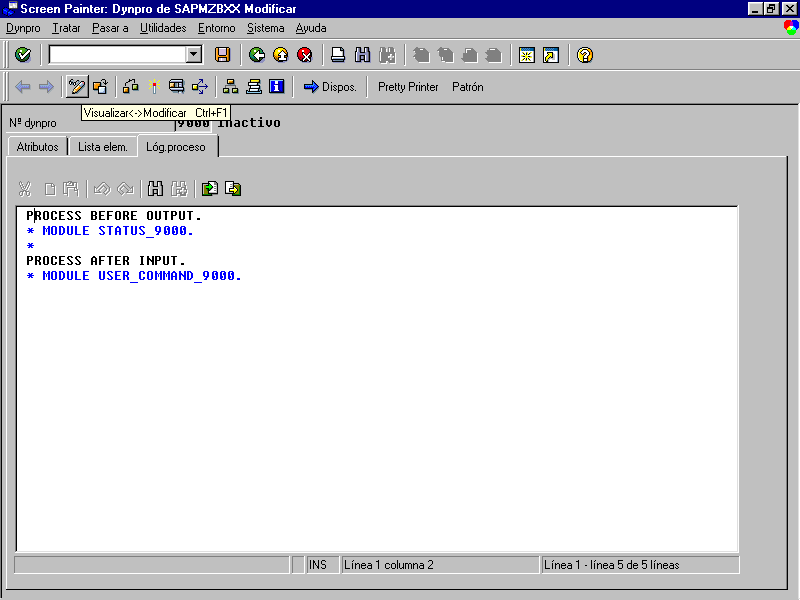 Screen Painter: Dynpro de SAPMZBXX Modificar
Dynpro Tratar Pasar a Utilidades Entorno Sistema Ayuda
Dispos. Pretty Printer Patrón
Visualizar<->Modificar Ctrl+F1
Nº dynpro 9000 Inactivo
Atributos Lista elem. Lóg.proceso
PROCESS BEFORE OUTPUT.
* MODULE STATUS_9000.
*
PROCESS AFTER INPUT.
* MODULE USER_COMMAND_9000.
INS Línea 1 columna 2 Línea 1 - línea 5 de 5 líneas